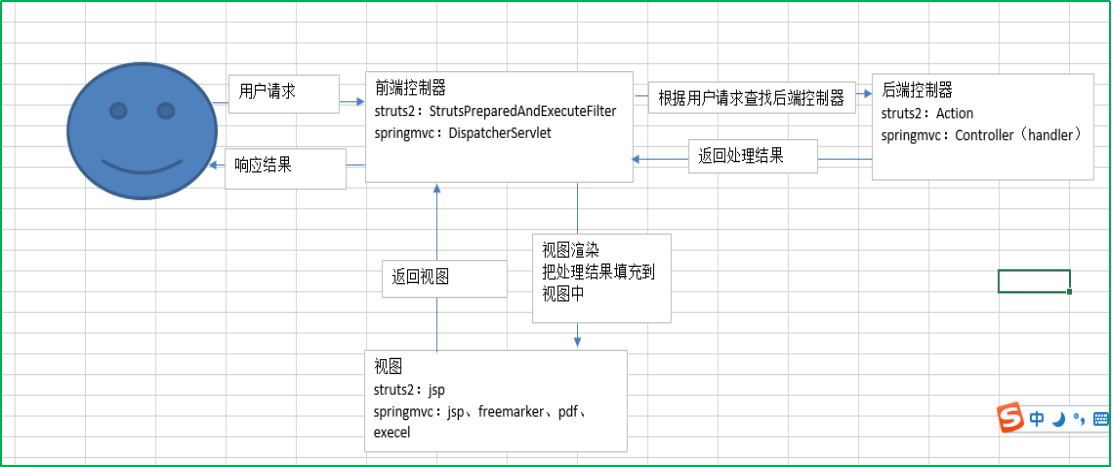 用户请求
响应结果
前端控制器
struts2：StrutsPreparedAndExecuteFilter
springmvc：DispatcherServlet
根据用户请求查找后端控制器
返回处理结果
后端控制器
struts2：Action
springmvc：Controller（handler）
返回视图
视图渲染
把处理结果填充到
视图中
视图
struts2：jsp
springmvc：jsp、freemarker、pdf、
execel
S中